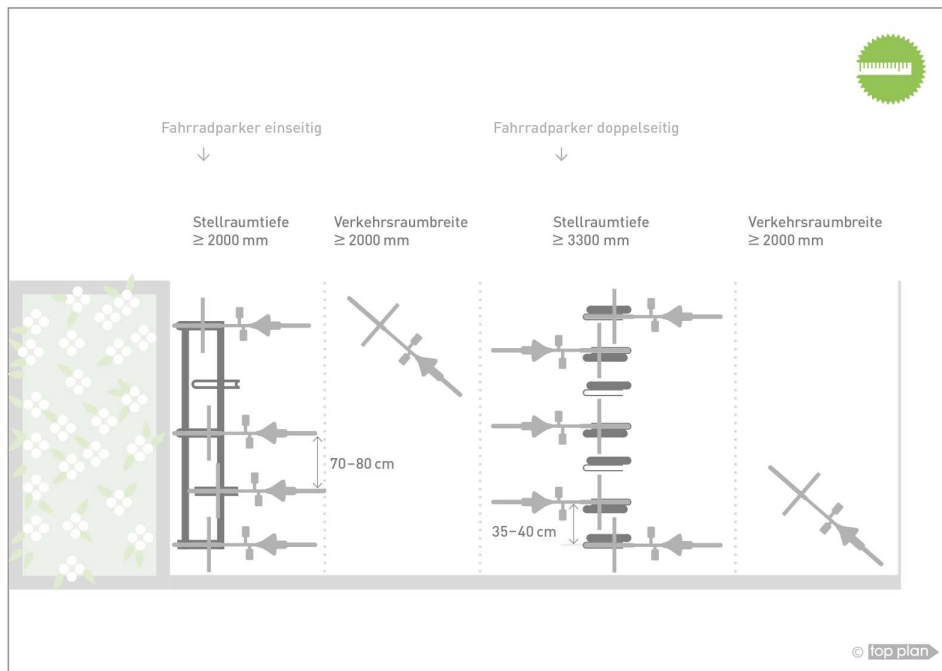 Fahrradparker einseitig
Fahrradparker doppelseitig
Stellraumtiefe
≥ 2000 mm
Verkehrsraumbreite
≥ 2000 mm
Stellraumtiefe
≥ 3300 mm
Verkehrsraumbreite
≥ 2000 mm
70–80 cm
35–40 cm
© top plan